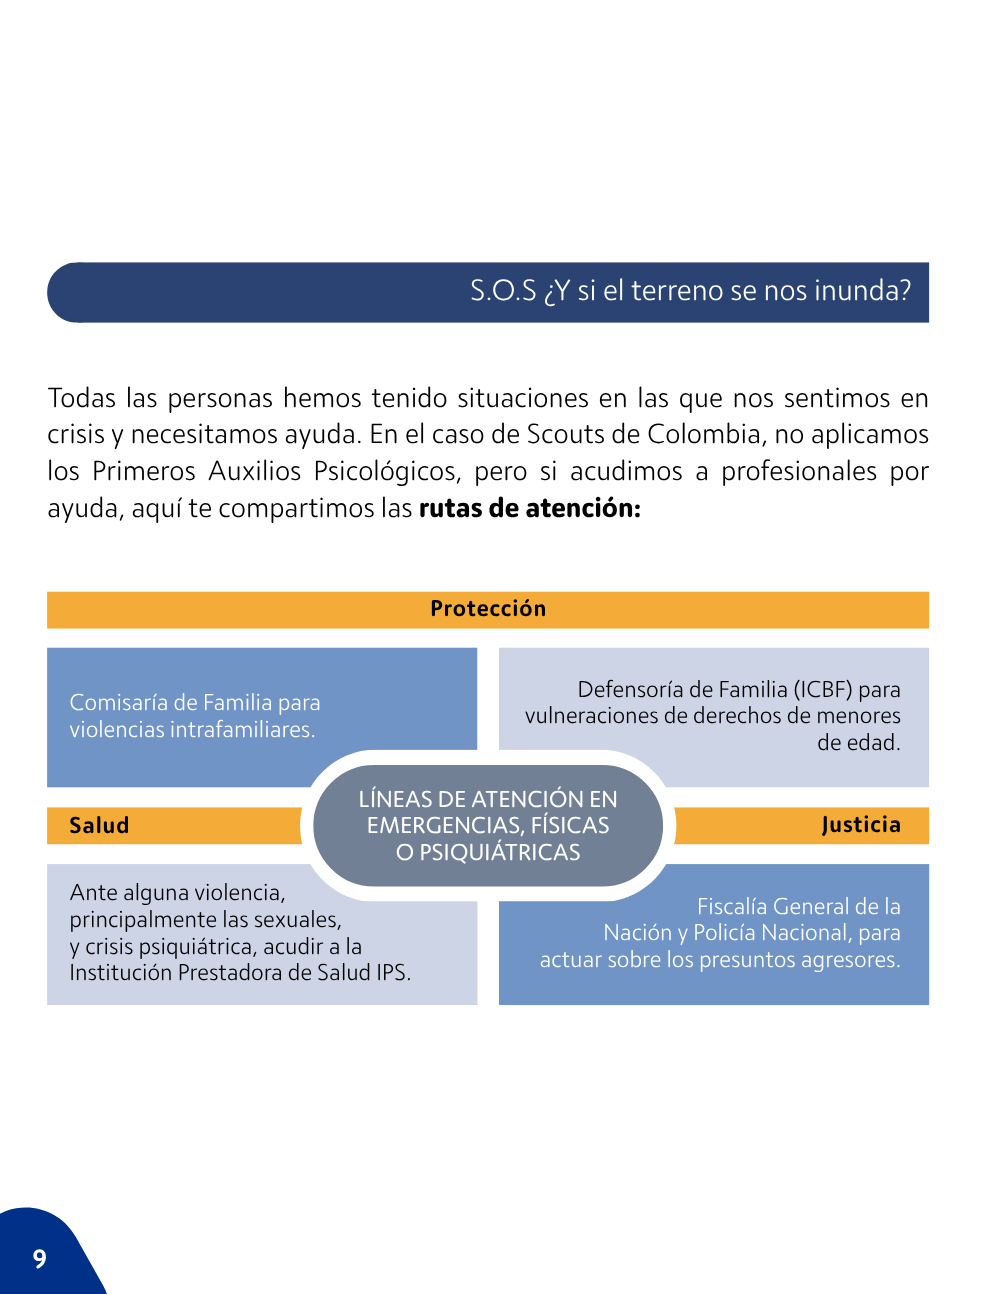 S.O.S ¿Y si el terreno se nos inunda?
Todas las personas hemos tenido situaciones en las que nos sentimos en
crisis y necesitamos ayuda. En el caso de Scouts de Colombia, no aplicamos
los Primeros Auxilios Psicológicos, pero si acudimos a profesionales por
ayuda, aquí te compartimos las rutas de atención:
Protección
Comisaría de Familia para
violencias intrafamiliares.
Defensoría de Familia (ICBF) para
vulneraciones de derechos de menores
de edad.
LÍNEAS DE ATENCIÓN EN
EMERGENCIAS, FÍSICAS
O PSIQUIÁTRICAS
Salud
Justicia
Ante alguna violencia,
principalmente las sexuales,
y crisis psiquiátrica, acudir a la
Institución Prestadora de Salud IPS.
Fiscalía General de la
Nación y Policía Nacional, para
actuar sobre los presuntos agresores.
9